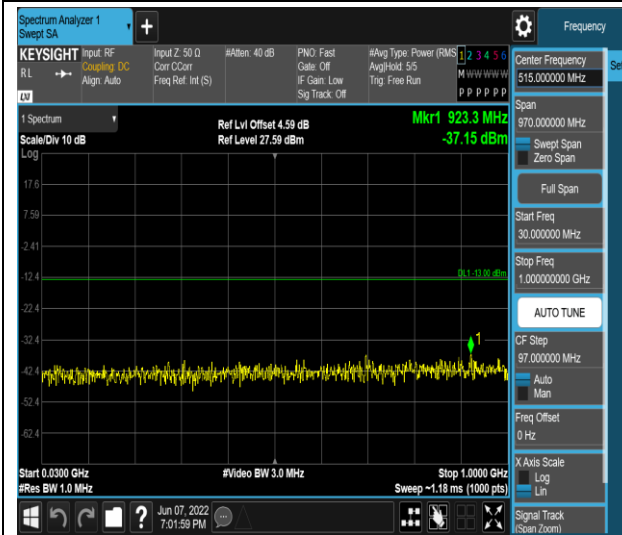 Spectrum Analyzer 1
Swept SA
+
Frequency
KEYSIGHT
RL
LXI
Input: RF
Coupling: DC
Align: Auto
Input Z: 50 Ω
Corr CCorr
Freq Ref: Int (S)
#Atten: 40 dB
PNO: Fast
Gate: Off
IF Gain: Low
Sig Track: Off
#Avg Type: Power (RMS
Avg|Hold: 5/5
Trig: Free Run
1 2 3 4 5 6
M W W W W W
P P P P P P
1 Spectrum
Scale/Div 10 dB
Log
Ref Lvl Offset 4.59 dB
Ref Level 27.59 dBm
Mkr1 923.3 MHz
-37.15 dBm
17.6
7.59
-2.41
-12.4
DL1 -13.00 dBm
-22.4
-32.4
1
-42.4
-52.4
-62.4
Start 0.0300 GHz
#Video BW 3.0 MHz
Stop 1.0000 GHz
#Res BW 1.0 MHz
Sweep ~1.18 ms (1000 pts)
Jun 07, 2022
7:01:59 PM
Center Frequency
515.000000 MHz
Span
970.000000 MHz
Swept Span
Zero Span
Full Span
Start Freq
30.000000 MHz
Stop Freq
1.000000000 GHz
AUTO TUNE
CF Step
97.000000 MHz
Auto
Man
Freq Offset
0 Hz
X Axis Scale
Log
Lin
Signal Track
(Span Zoom)